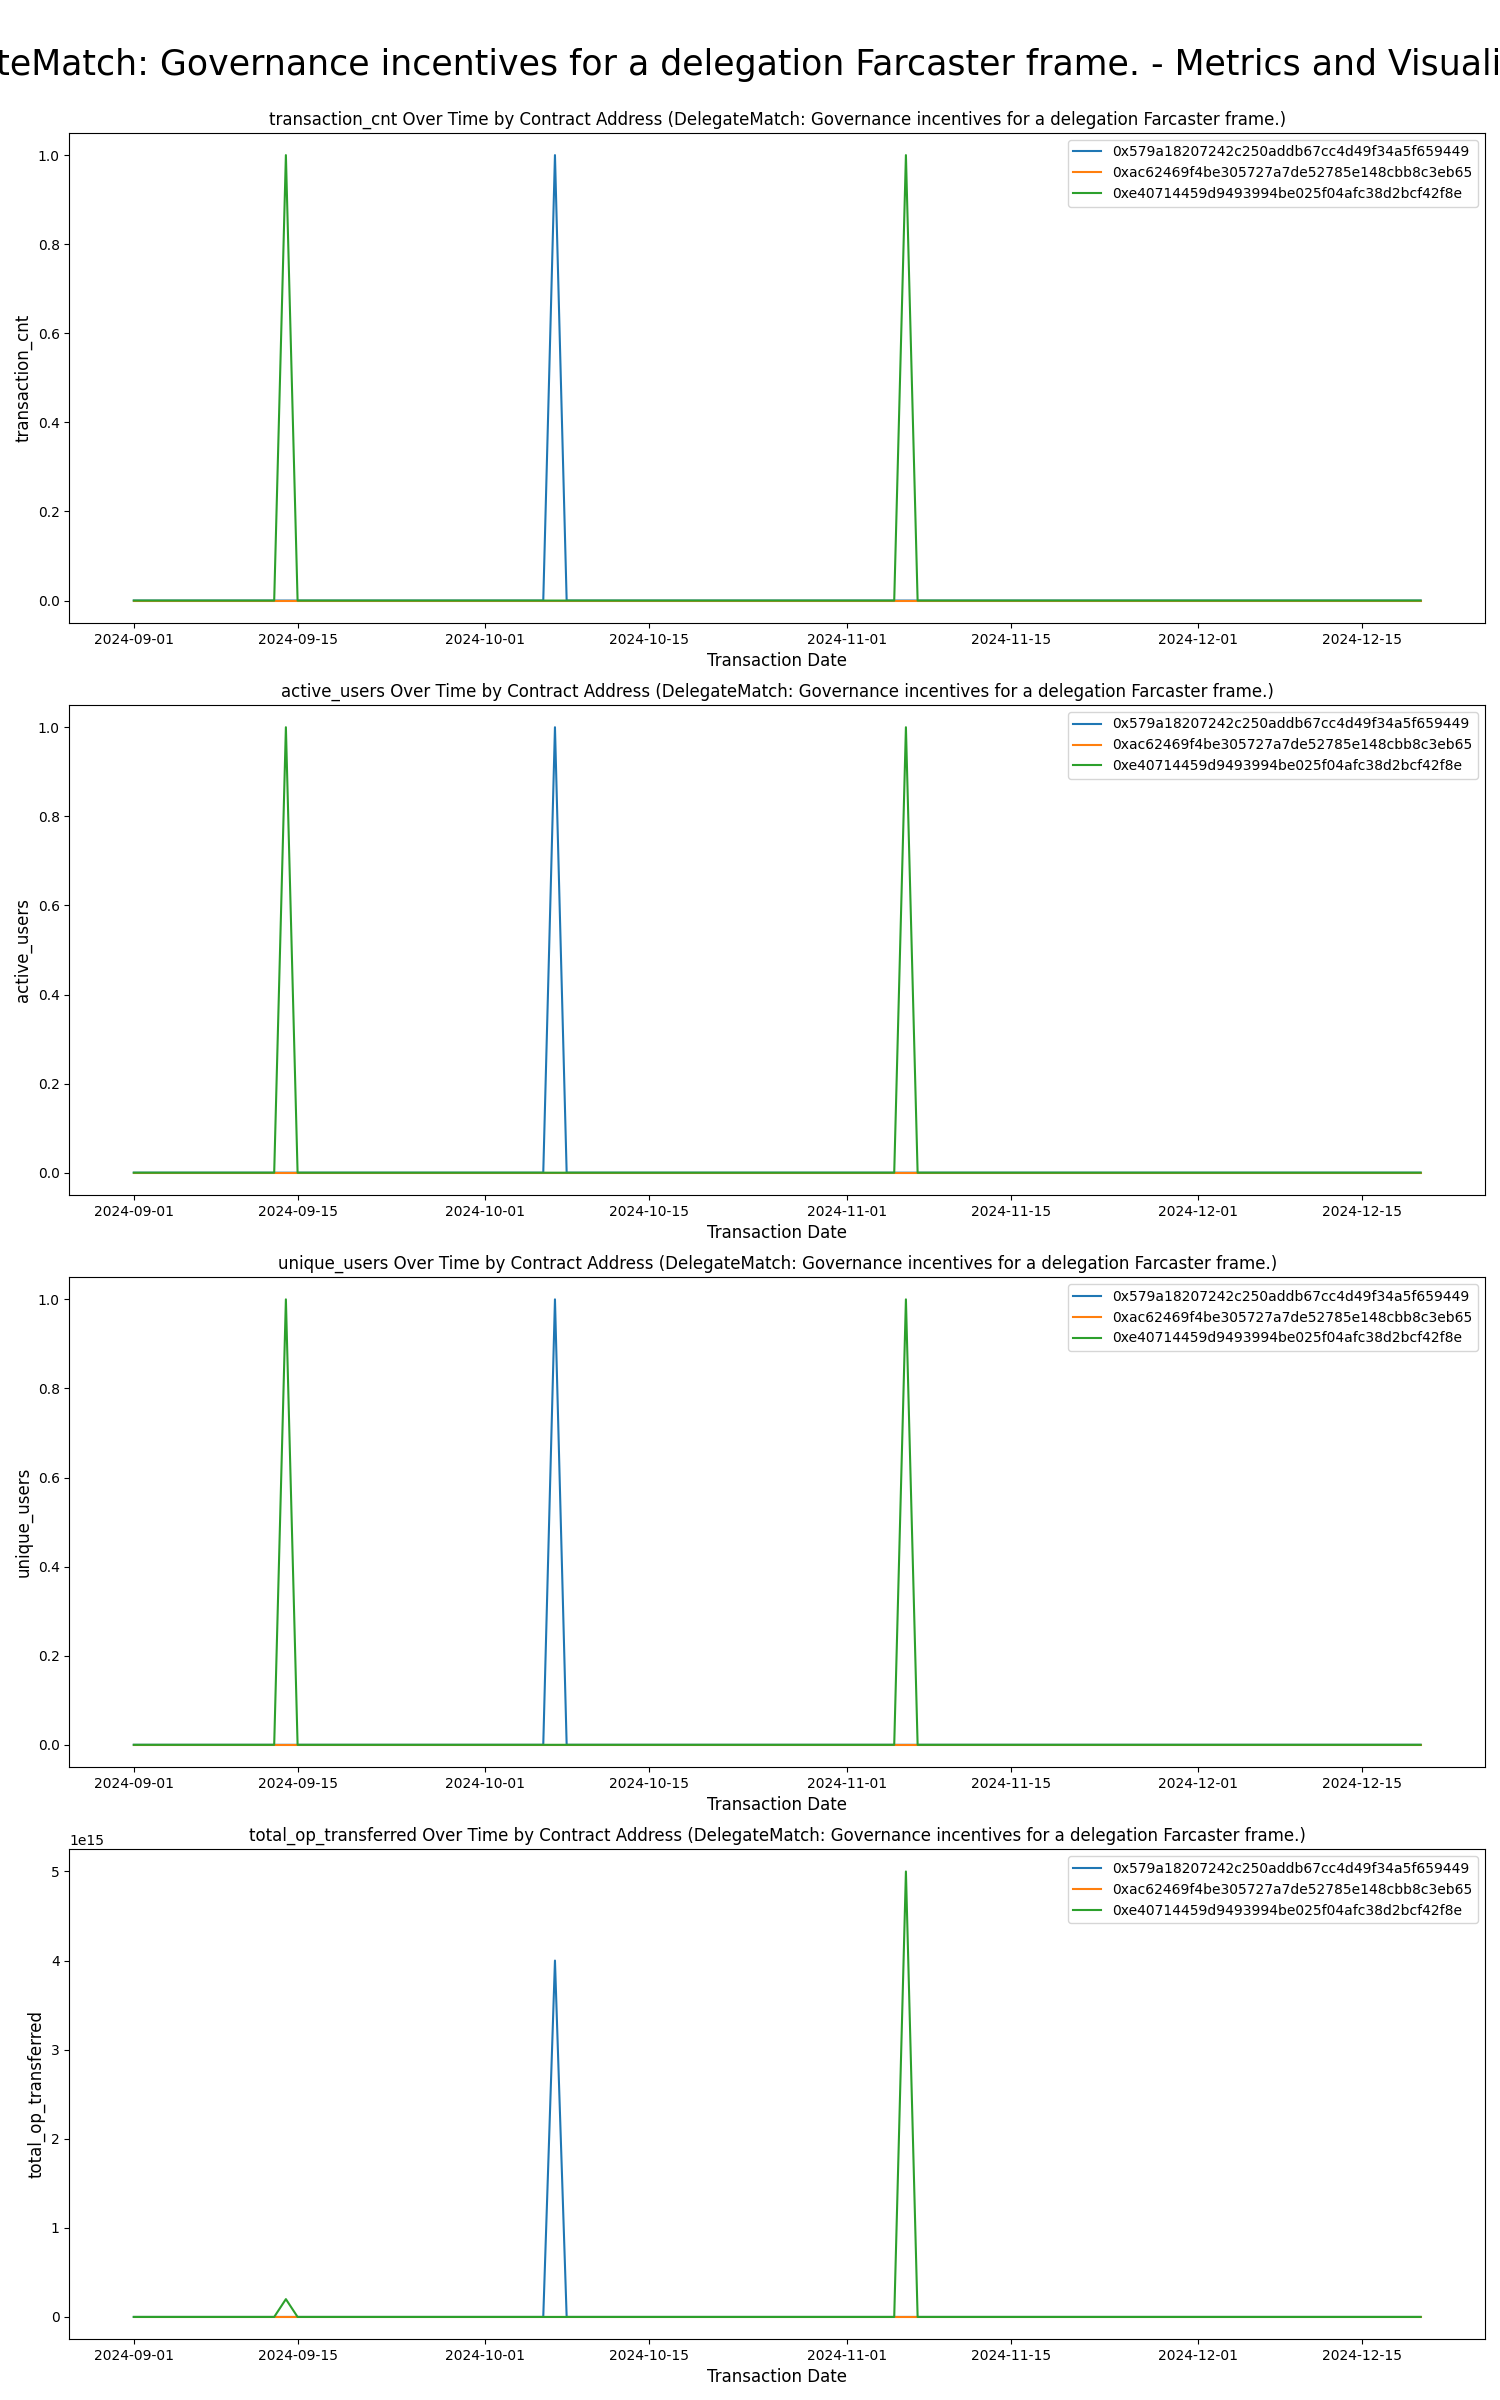 teMatch: Governance incentives for a delegation Farcaster frame. - Metrics and Visuali
transaction_cnt Over Time by Contract Address (DelegateMatch: Governance incentives for a delegation Farcaster frame.)
0x579a18207242c250addb67cc4d49f34a5f659449
0xac62469f4be305727a7de52785e148cbb8c3eb65
0xe40714459d9493994be025f04afc38d2bcf42f8e
1.0
0.8
0.6
0.4
0.2
0.0
transaction_cnt
2024-09-01 2024-09-15 2024-10-01 2024-10-15 2024-11-01 2024-11-15 2024-12-01 2024-12-15
Transaction Date
active_users Over Time by Contract Address (DelegateMatch: Governance incentives for a delegation Farcaster frame.)
0x579a18207242c250addb67cc4d49f34a5f659449
0xac62469f4be305727a7de52785e148cbb8c3eb65
0xe40714459d9493994be025f04afc38d2bcf42f8e
1.0
0.8
0.6
0.4
0.2
0.0
active_users
2024-09-01 2024-09-15 2024-10-01 2024-10-15 2024-11-01 2024-11-15 2024-12-01 2024-12-15
Transaction Date
unique_users Over Time by Contract Address (DelegateMatch: Governance incentives for a delegation Farcaster frame.)
0x579a18207242c250addb67cc4d49f34a5f659449
0xac62469f4be305727a7de52785e148cbb8c3eb65
0xe40714459d9493994be025f04afc38d2bcf42f8e
1.0
0.8
0.6
0.4
0.2
0.0
unique_users
2024-09-01 2024-09-15 2024-10-01 2024-10-15 2024-11-01 2024-11-15 2024-12-01 2024-12-15
Transaction Date
total_op_transferred Over Time by Contract Address (DelegateMatch: Governance incentives for a delegation Farcaster frame.)
1e15
0x579a18207242c250addb67cc4d49f34a5f659449
0xac62469f4be305727a7de52785e148cbb8c3eb65
0xe40714459d9493994be025f04afc38d2bcf42f8e
5
4
3
2
1
0
total_op_transferred
2024-09-01 2024-09-15 2024-10-01 2024-10-15 2024-11-01 2024-11-15 2024-12-01 2024-12-15
Transaction Date